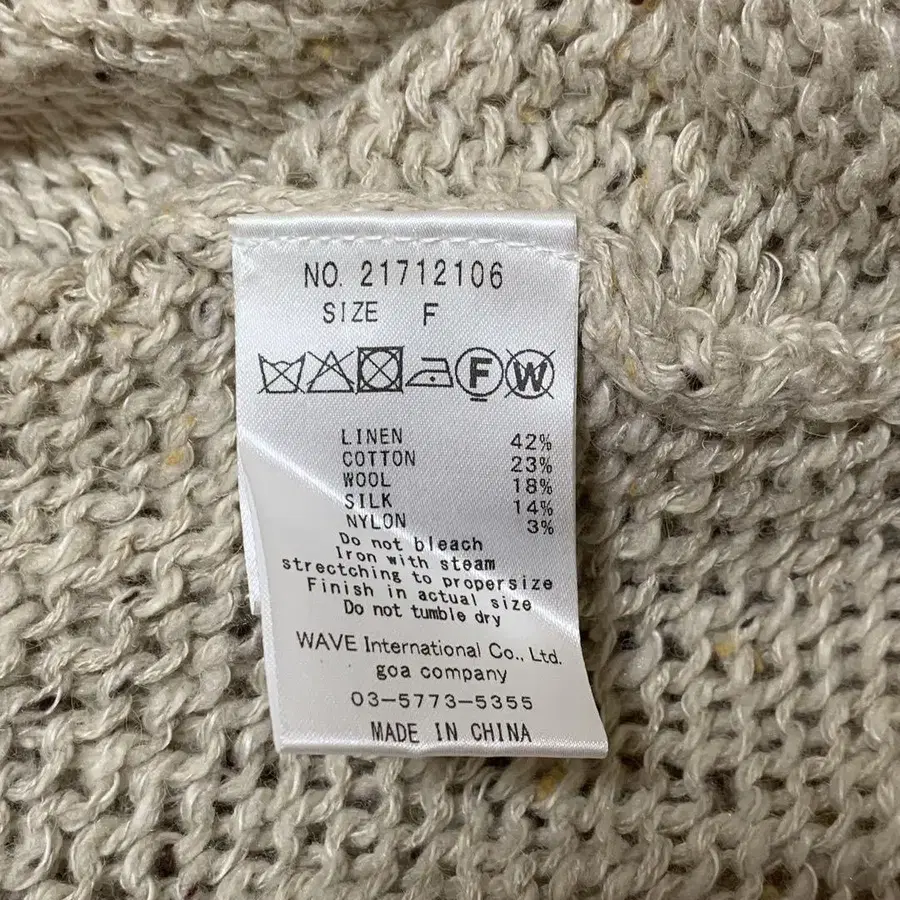 NO. 21712106
SIZE F
F W
LINEN 42%
COTTON 23%
WOOL 18%
SILK 14%
NYLON 3%
Do not bleach
Iron with steam
strectching to propersize
Finish in actual size
Do not tumble dry
WAVE International Co., Ltd.
goa company
03-5773-5355
MADE IN CHINA